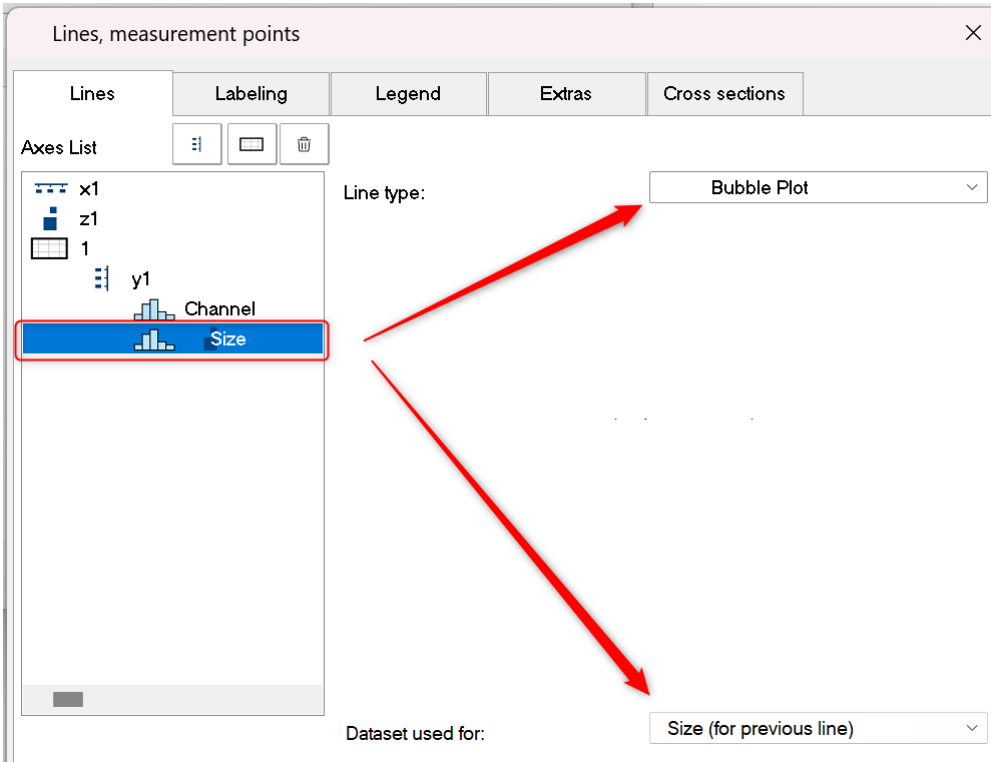 Lines, measurement points
Lines
Labeling
Legend
Extras
Cross sections
Axes List
x1
z1
1
y1
Channel
Size
Line type:
Bubble Plot
Dataset used for:
Size (for previous line)